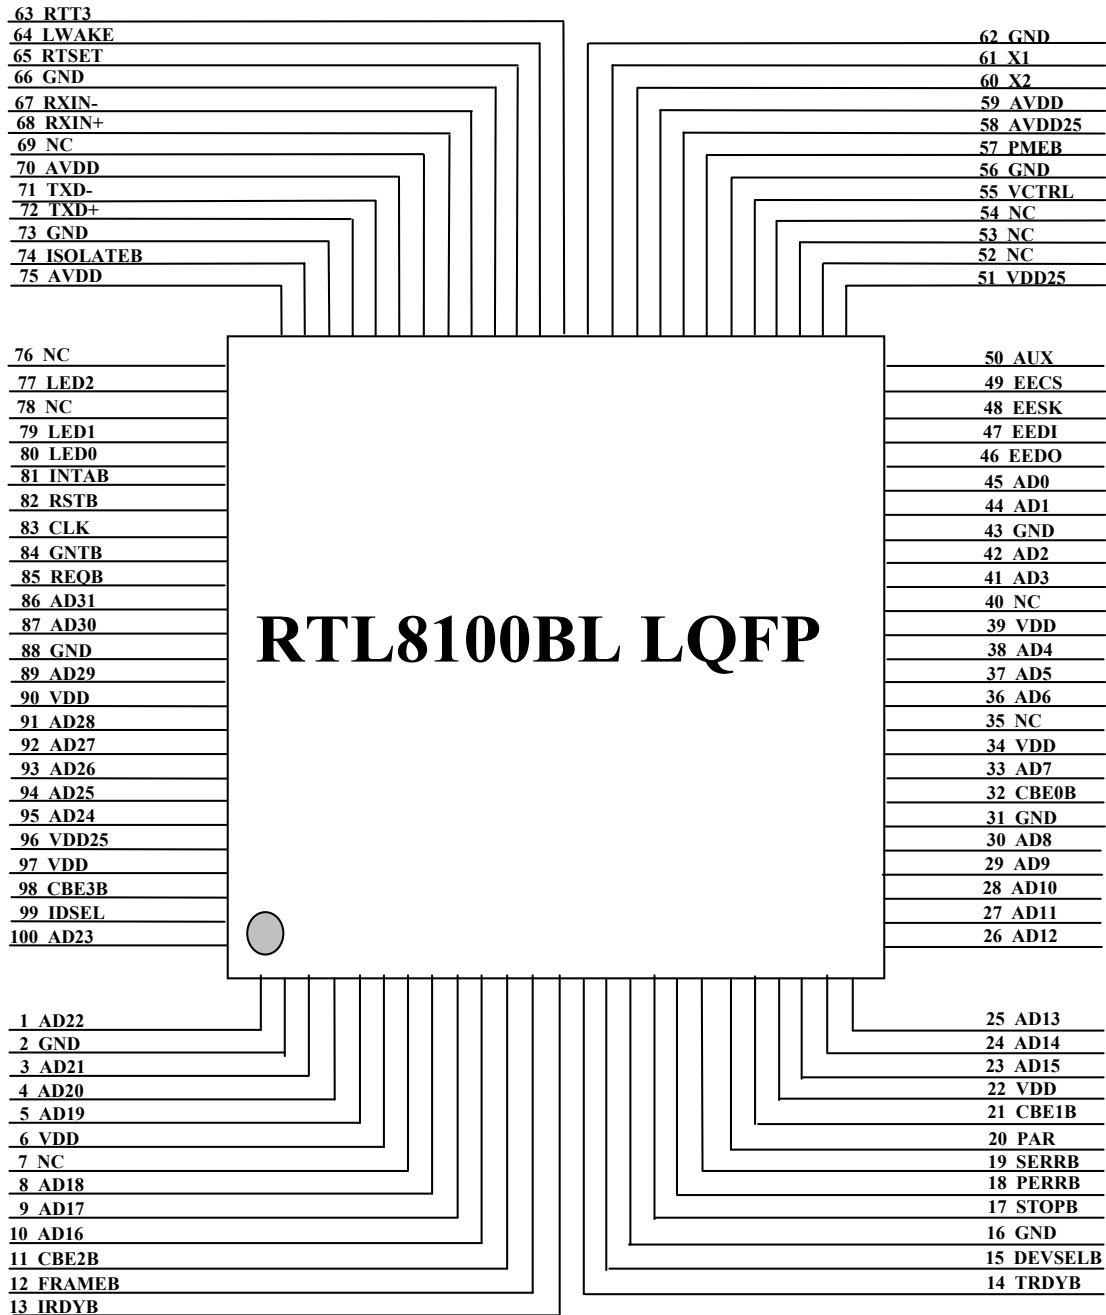 63 RTT3
64 LWAKE
65 RTSET
66 GND
67 RXIN-
68 RXIN+
69 NC
70 AVDD
71 TXD-
72 TXD+
73 GND
74 ISOLATEB
75 AVDD
62 GND
61 X1
60 X2
59 AVDD
58 AVDD25
57 PMEB
56 GND
55 VCTRL
54 NC
53 NC
52 NC
51 VDD25
76 NC
77 LED2
78 NC
79 LED1
80 LED0
81 INTAB
82 RSTB
83 CLK
84 GNTB
85 REQB
86 AD31
87 AD30
88 GND
89 AD29
90 VDD
91 AD28
92 AD27
93 AD26
94 AD25
95 AD24
96 VDD25
97 VDD
98 CBE3B
99 IDSEL
100 AD23
RTL8100BL LQFP
50 AUX
49 EECS
48 EESK
47 EEDI
46 EEDO
45 AD0
44 AD1
43 GND
42 AD2
41 AD3
40 NC
39 VDD
38 AD4
37 AD5
36 AD6
35 NC
34 VDD
33 AD7
32 CBE0B
31 GND
30 AD8
29 AD9
28 AD10
27 AD11
26 AD12
1 AD22
2 GND
3 AD21
4 AD20
5 AD19
6 VDD
7 NC
8 AD18
9 AD17
10 AD16
11 CBE2B
12 FRAMEB
13 IRDYB
25 AD13
24 AD14
23 AD15
22 VDD
21 CBE1B
20 PAR
19 SERRB
18 PERRB
17 STOPB
16 GND
15 DEVSELB
14 TRDYB